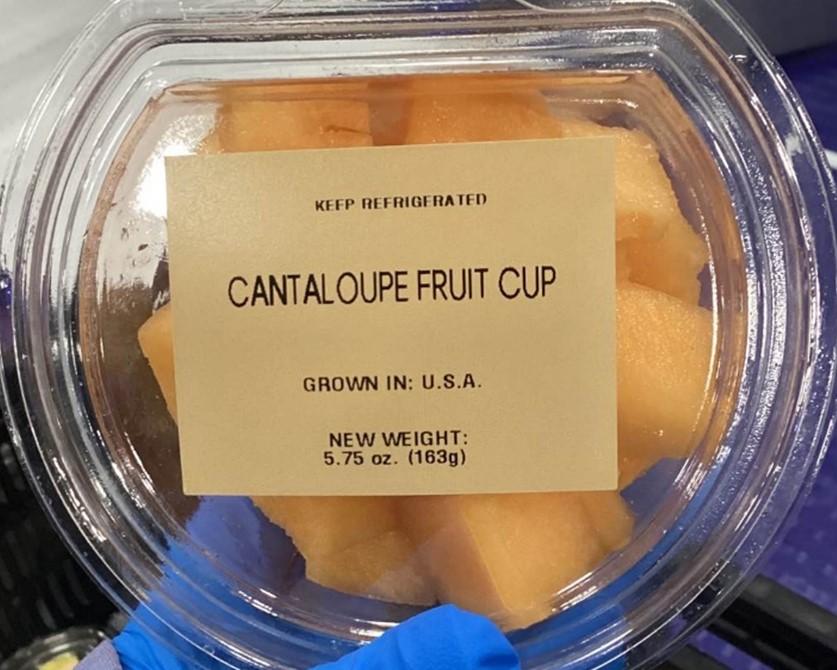 KEEP REFRIGERATED
CANTALOUPE FRUIT CUP
GROWN IN: U.S.A.
NEW WEIGHT:
5.75 oz. (163g)